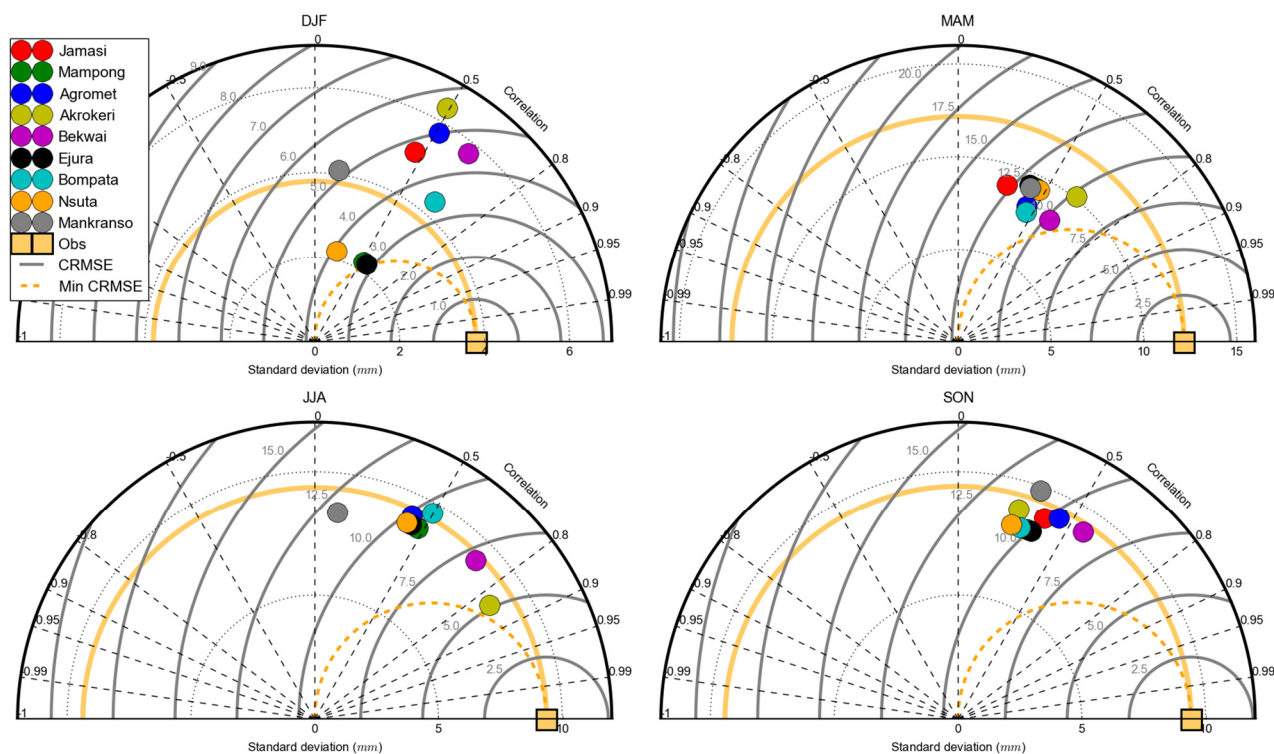 DJF
Jamasi
Mampong
Agromet
Akrokeri
Bekwai
Ejura
Bompata
Nsuta
Mankranso
Obs
CRMSE
Min CRMSE
0
0.5
Correlation
0.8
0.9
0.95
0.99
-1
9.0
8.0
7.0
6.0
5.0
4.0
3.0
2.0
1.0
0 2 4 6
Standard deviation (mm)
MAM
0
-0.5
0.5
Correlation
-0.8
0.8
-0.9
0.9
-0.95
0.95
-0.99
0.99
-1
20.0
17.5
15.0
12.5
10.0
7.5
5.0
2.5
0 5 10 15
Standard deviation (mm)
JJA
0
-0.5
0.5
Correlation
-0.8
0.8
-0.9
0.9
-0.95
0.95
-0.99
0.99
-1
15.0
12.5
10.0
7.5
5.0
2.5
0 5 10
Standard deviation (mm)
SON
0
-0.5
0.5
Correlation
-0.8
0.8
-0.9
0.9
-0.95
0.95
-0.99
0.99
-1
15.0
12.5
10.0
7.5
5.0
2.5
0 5 10
Standard deviation (mm)